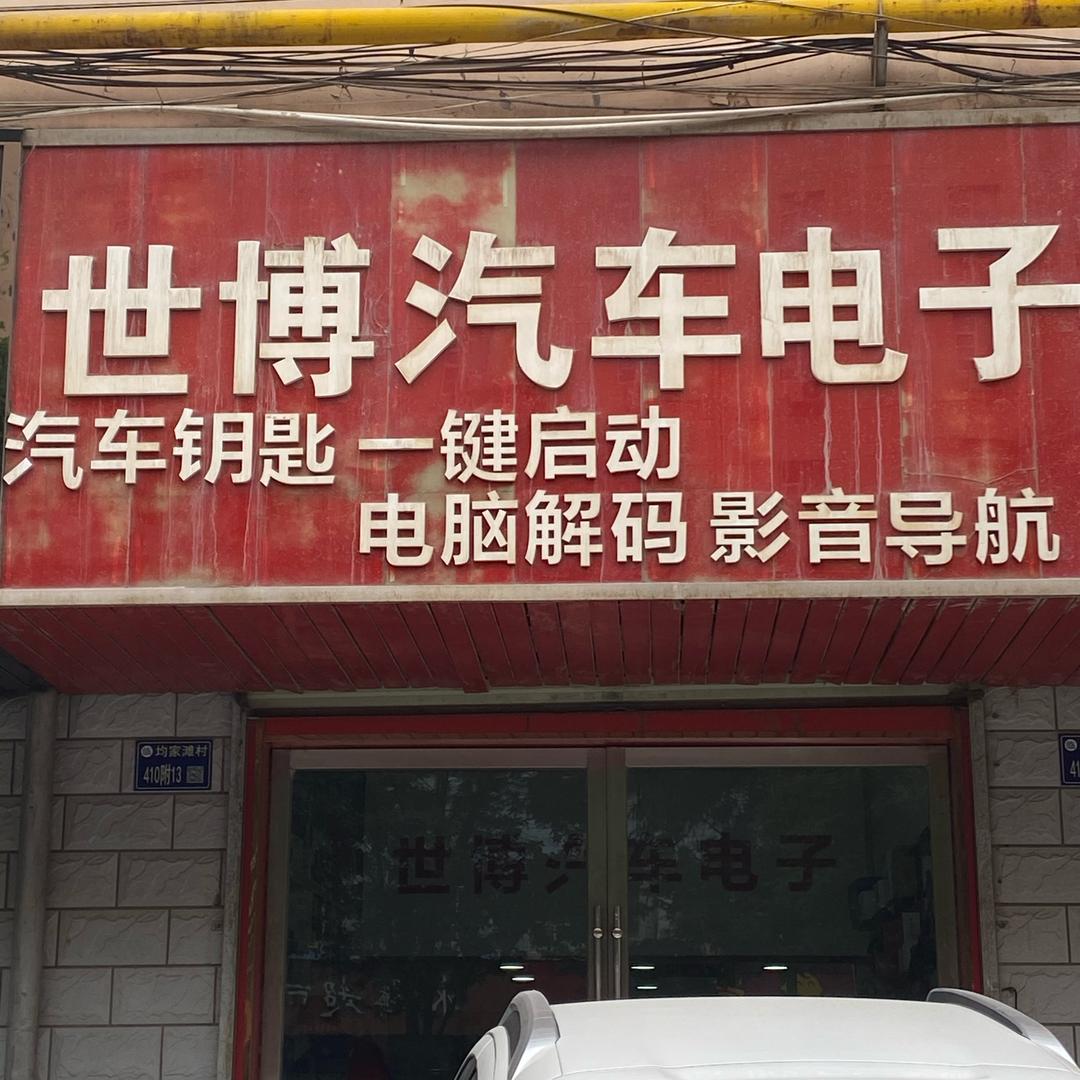 世博汽车电子
汽车钥匙 一键启动
电脑解码 影音导航
均家滩村
410附13
41
世博汽车电子